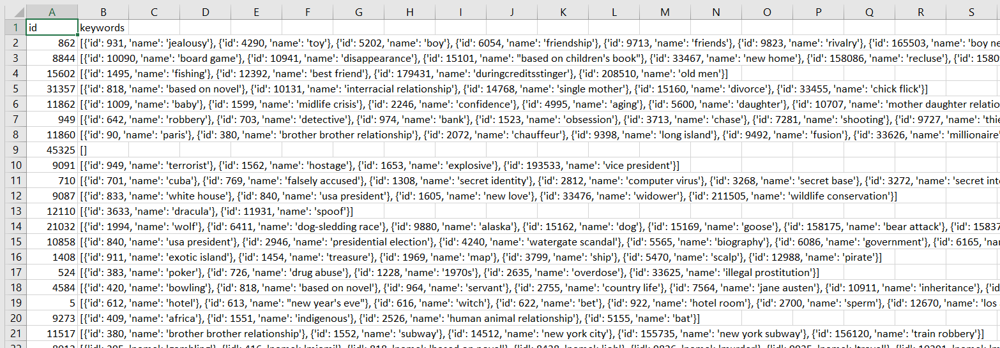 A B C D E F G H I J K L M N O P Q R S
1 id keywords
2 862 [{'id': 931, 'name': 'jealousy'}, {'id': 4290, 'name': 'toy'}, {'id': 5202, 'name': 'boy'}, {'id': 6054, 'name': 'friendship'}, {'id': 9713, 'name': 'friends'}, {'id': 9823, 'name': 'rivalry'}, {'id': 165503, 'name': 'boy ne
3 8844 [{'id': 10090, 'name': 'board game'}, {'id': 10941, 'name': 'disappearance'}, {'id': 15101, 'name': "based on children's book"}, {'id': 33467, 'name': 'new home'}, {'id': 158086, 'name': 'recluse'}, {'id': 1580
4 15602 [{'id': 1495, 'name': 'fishing'}, {'id': 12392, 'name': 'best friend'}, {'id': 179431, 'name': 'duringcreditsstinger'}, {'id': 208510, 'name': 'old men'}]
5 31357 [{'id': 818, 'name': 'based on novel'}, {'id': 10131, 'name': 'interracial relationship'}, {'id': 14768, 'name': 'single mother'}, {'id': 15160, 'name': 'divorce'}, {'id': 33455, 'name': 'chick flick'}]
6 11862 [{'id': 1009, 'name': 'baby'}, {'id': 1599, 'name': 'midlife crisis'}, {'id': 2246, 'name': 'confidence'}, {'id': 4995, 'name': 'aging'}, {'id': 5600, 'name': 'daughter'}, {'id': 10707, 'name': 'mother daughter relatio
7 949 [{'id': 642, 'name': 'robbery'}, {'id': 703, 'name': 'detective'}, {'id': 974, 'name': 'bank'}, {'id': 1523, 'name': 'obsession'}, {'id': 3713, 'name': 'chase'}, {'id': 7281, 'name': 'shooting'}, {'id': 9727, 'name': 'thie
8 11860 [{'id': 90, 'name': 'paris'}, {'id': 380, 'name': 'brother brother relationship'}, {'id': 2072, 'name': 'chauffeur'}, {'id': 9398, 'name': 'long island'}, {'id': 9492, 'name': 'fusion'}, {'id': 33626, 'name': 'millionaire'
9 45325 []
10 9091 [{'id': 949, 'name': 'terrorist'}, {'id': 1562, 'name': 'hostage'}, {'id': 1653, 'name': 'explosive'}, {'id': 193533, 'name': 'vice president'}]
11 710 [{'id': 701, 'name': 'cuba'}, {'id': 769, 'name': 'falsely accused'}, {'id': 1308, 'name': 'secret identity'}, {'id': 2812, 'name': 'computer virus'}, {'id': 3268, 'name': 'secret base'}, {'id': 3272, 'name': 'secret int
12 9087 [{'id': 833, 'name': 'white house'}, {'id': 840, 'name': 'usa president'}, {'id': 1605, 'name': 'new love'}, {'id': 33476, 'name': 'widower'}, {'id': 211505, 'name': 'wildlife conservation'}]
13 12110 [{'id': 3633, 'name': 'dracula'}, {'id': 11931, 'name': 'spoof'}]
14 21032 [{'id': 1994, 'name': 'wolf'}, {'id': 6411, 'name': 'dog-sledding race'}, {'id': 9880, 'name': 'alaska'}, {'id': 15162, 'name': 'dog'}, {'id': 15169, 'name': 'goose'}, {'id': 158175, 'name': 'bear attack'}, {'id': 15837
15 10858 [{'id': 840, 'name': 'usa president'}, {'id': 2946, 'name': 'presidential election'}, {'id': 4240, 'name': 'watergate scandal'}, {'id': 5565, 'name': 'biography'}, {'id': 6086, 'name': 'government'}, {'id': 6165, 'nam
16 1408 [{'id': 911, 'name': 'exotic island'}, {'id': 1454, 'name': 'treasure'}, {'id': 1969, 'name': 'map'}, {'id': 3799, 'name': 'ship'}, {'id': 5470, 'name': 'scalp'}, {'id': 12988, 'name': 'pirate'}]
17 524 [{'id': 383, 'name': 'poker'}, {'id': 726, 'name': 'drug abuse'}, {'id': 1228, 'name': '1970s'}, {'id': 2635, 'name': 'overdose'}, {'id': 33625, 'name': 'illegal prostitution'}]
18 4584 [{'id': 420, 'name': 'bowling'}, {'id': 818, 'name': 'based on novel'}, {'id': 964, 'name': 'servant'}, {'id': 2755, 'name': 'country life'}, {'id': 7564, 'name': 'jane austen'}, {'id': 10911, 'name': 'inheritance'}, {'id
19 5 [{'id': 612, 'name': 'hotel'}, {'id': 613, 'name': "new year's eve"}, {'id': 616, 'name': 'witch'}, {'id': 622, 'name': 'bet'}, {'id': 922, 'name': 'hotel room'}, {'id': 2700, 'name': 'sperm'}, {'id': 12670, 'name': 'los
20 9273 [{'id': 409, 'name': 'africa'}, {'id': 1551, 'name': 'indigenous'}, {'id': 2526, 'name': 'human animal relationship'}, {'id': 5155, 'name': 'bat'}]
21 11517 [{'id': 380, 'name': 'brother brother relationship'}, {'id': 1552, 'name': 'subway'}, {'id': 14512, 'name': 'new york city'}, {'id': 155735, 'name': 'new york subway'}, {'id': 156120, 'name': 'train robbery'}]